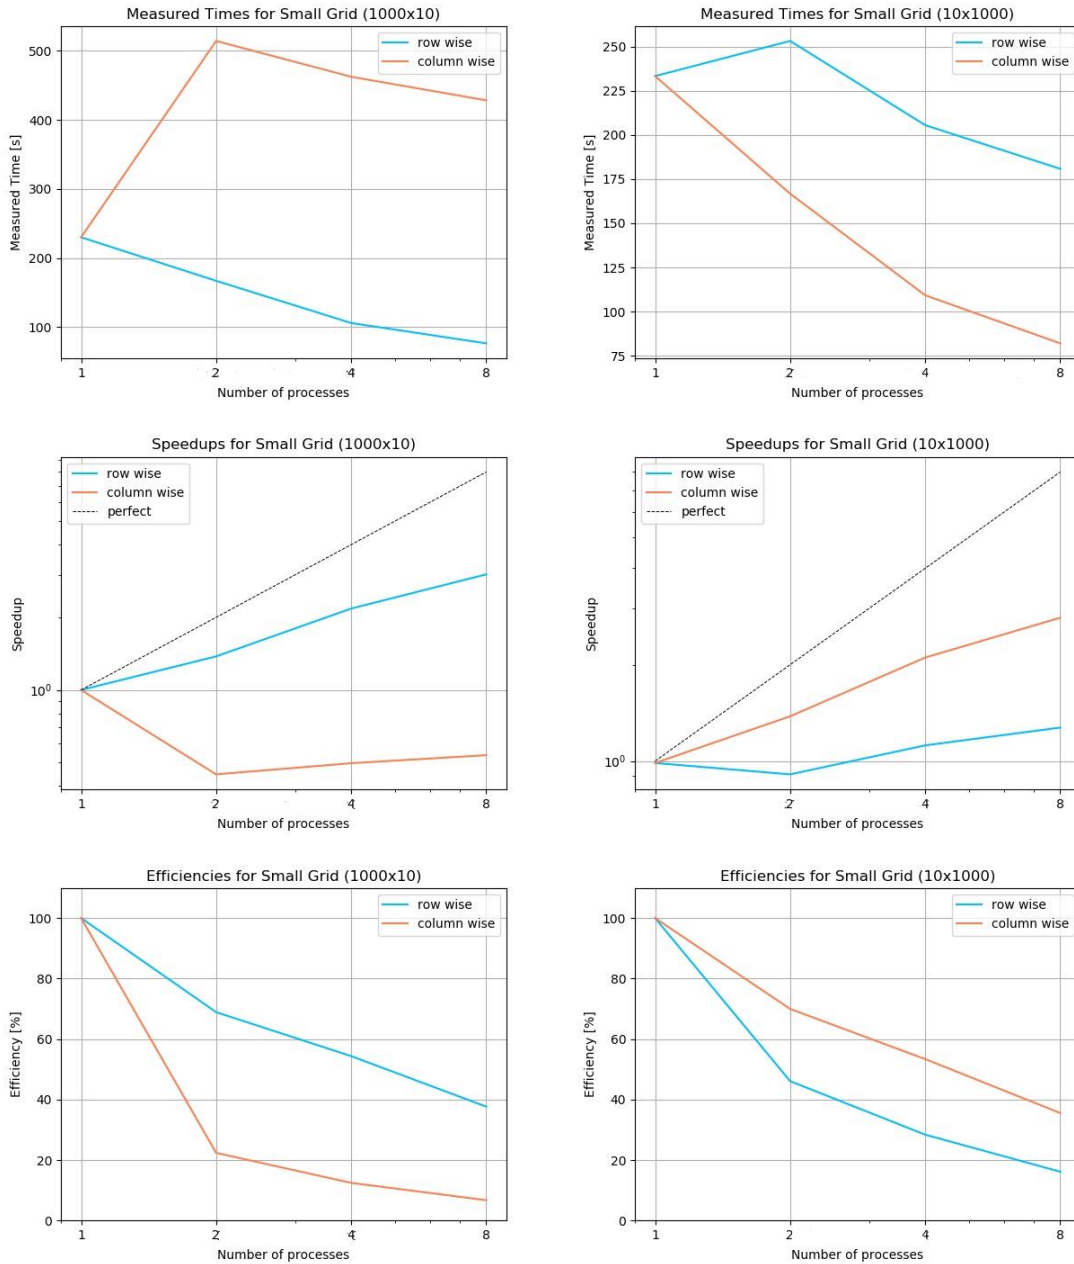 Measured Times for Small Grid (1000x10)
row wise
column wise
500
400
300
200
100
Measured Time [s]
1
2
4
8
Number of processes
Measured Times for Small Grid (10x1000)
row wise
column wise
250
225
200
175
150
125
100
75
Measured Time [s]
1
2
4
8
Number of processes
Speedups for Small Grid (1000x10)
row wise
column wise
perfect
Speedup
10⁰
1
2
4
8
Number of processes
Speedups for Small Grid (10x1000)
row wise
column wise
perfect
Speedup
10⁰
1
2
4
8
Number of processes
Efficiencies for Small Grid (1000x10)
row wise
column wise
100
80
60
40
20
0
Efficiency [%]
1
2
4
8
Number of processes
Efficiencies for Small Grid (10x1000)
row wise
column wise
100
80
60
40
20
0
Efficiency [%]
1
2
4
8
Number of processes